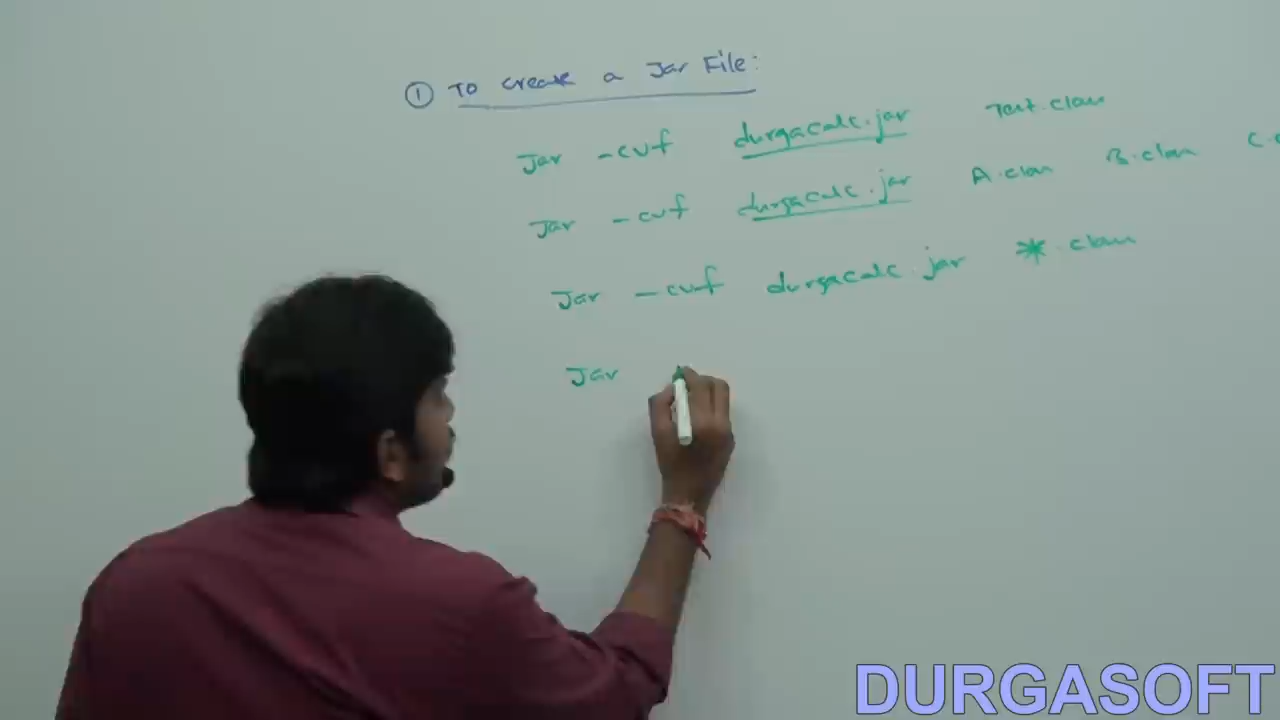 ① To Create a Jar File:
Jar -cvf durgacalc.jar Test.class
Jar -cvf durgacalc.jar A.class B.class C.c
Jar -cvf durgacalc.jar *.class
Jar
DURGASOFT